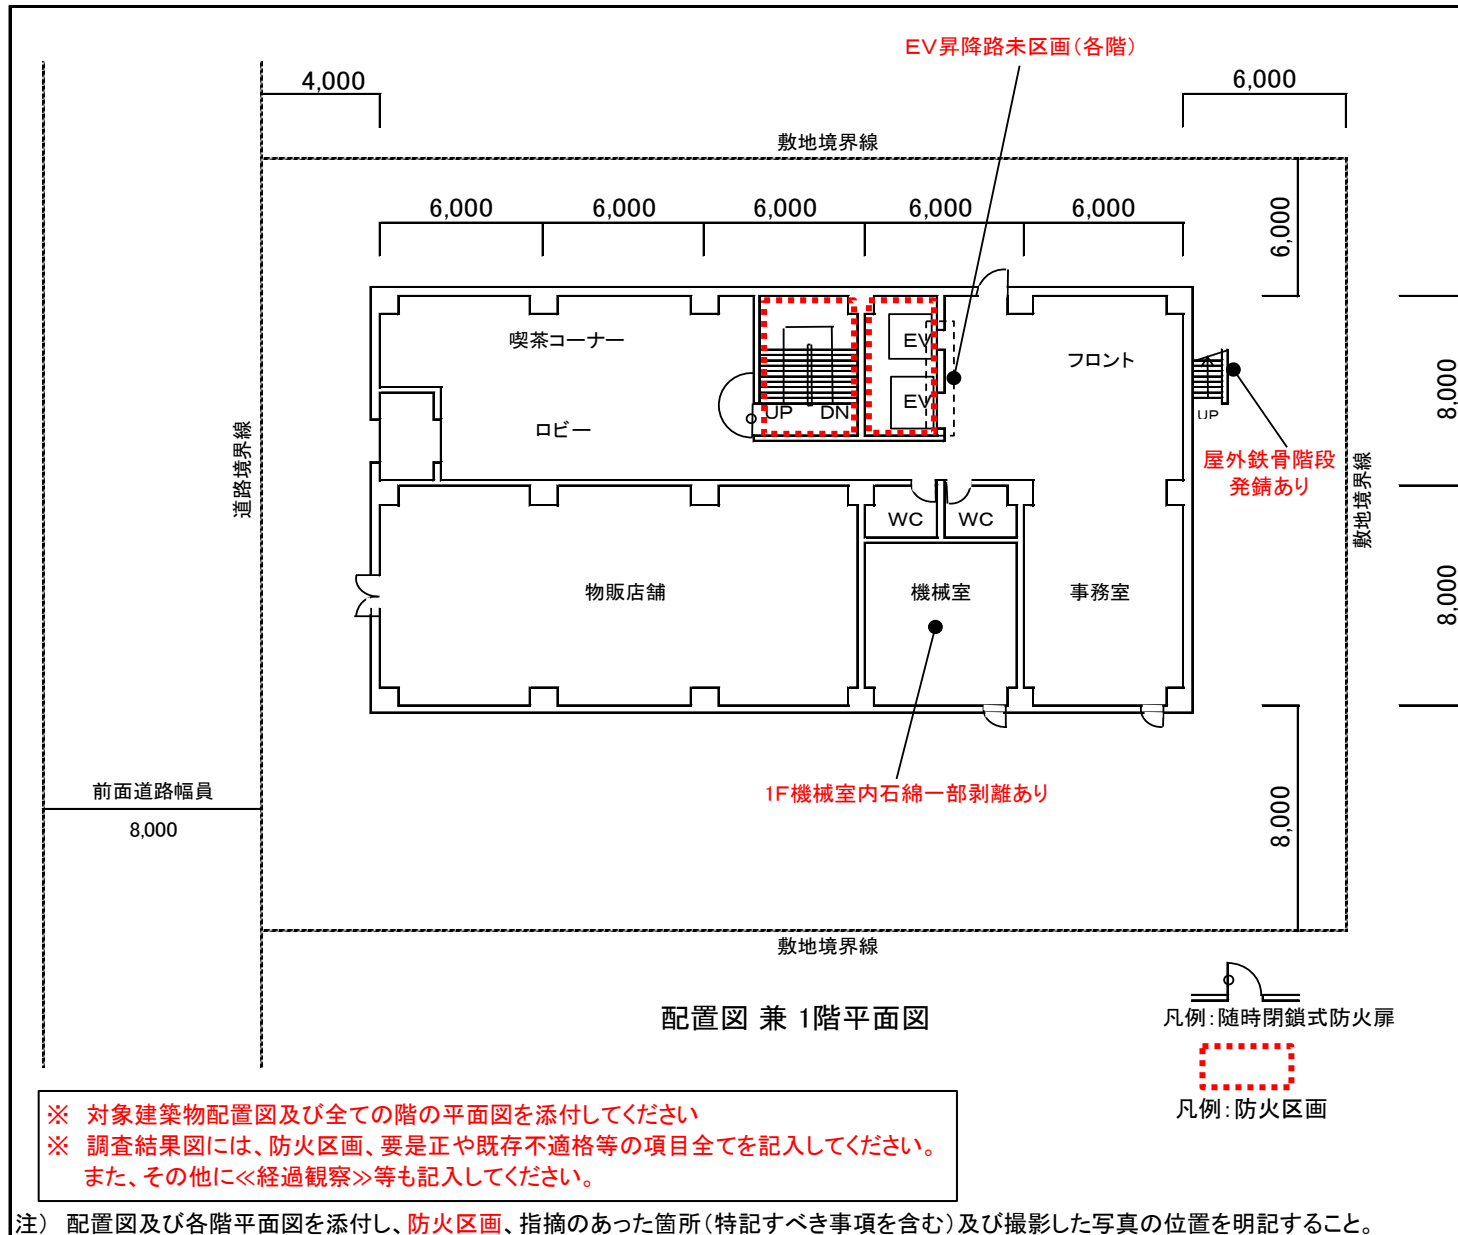 EV昇降路未区画(各階)
4,000
6,000
敷地境界線
6,000
6,000
6,000
6,000
6,000
6,000
喫茶コーナー
EV
フロント
8,000
EV
UP
DN
UP
ロビー
道路境界線
屋外鉄骨階段
発錆あり
敷地境界線
WC
WC
物販店舗
機械室
事務室
8,000
前面道路幅員
8,000
1F機械室内石綿一部剥離あり
8,000
敷地境界線
配置図 兼 1階平面図
凡例:随時閉鎖式防火扉
凡例:防火区画
※ 対象建築物配置図及び全ての階の平面図を添付してください
※ 調査結果図には、防火区画、要是正や既存不適格等の項目全てを記入してください。
また、その他に≪経過観察≫等も記入してください。
注) 配置図及び各階平面図を添付し、防火区画、指摘のあった箇所(特記すべき事項を含む)及び撮影した写真の位置を明記すること。